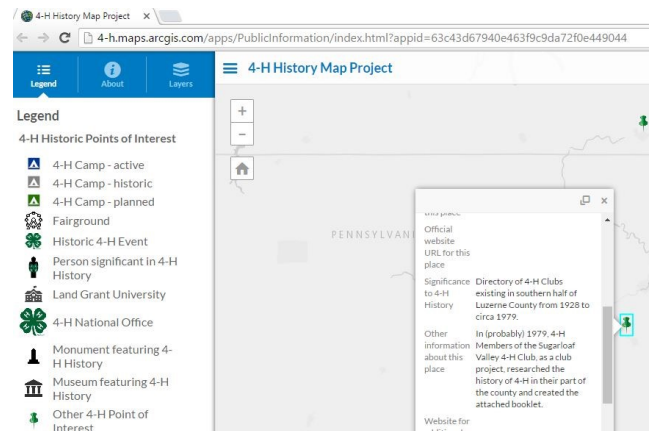 4-H History Map Project
4-h.maps.arcgis.com/apps/PublicInformation/index.html?appid=63c43d67940e463f9c9da72f0e449044
Legend
About
Layers
4-H History Map Project
Legend
4-H Historic Points of Interest
4-H Camp - active
4-H Camp - historic
4-H Camp - planned
Fairground
Historic 4-H Event
Person significant in 4-H
History
Land Grant University
4-H National Office
Monument featuring 4-
H History
Museum featuring 4-H
History
Other 4-H Point of
Interest
+
−
PENNSYLVANI
this place
Official
website
URL for this
place
Significance
to 4-H
History
Directory of 4-H Clubs
existing in southern half of
Luzerne County from 1928 to
circa 1979.
Other
information
about this
place
In (probably) 1979, 4-H
Members of the Sugarloaf
Valley 4-H Club, as a club
project, researched the
history of 4-H in their part of
the county and created the
attached booklet.
Website for